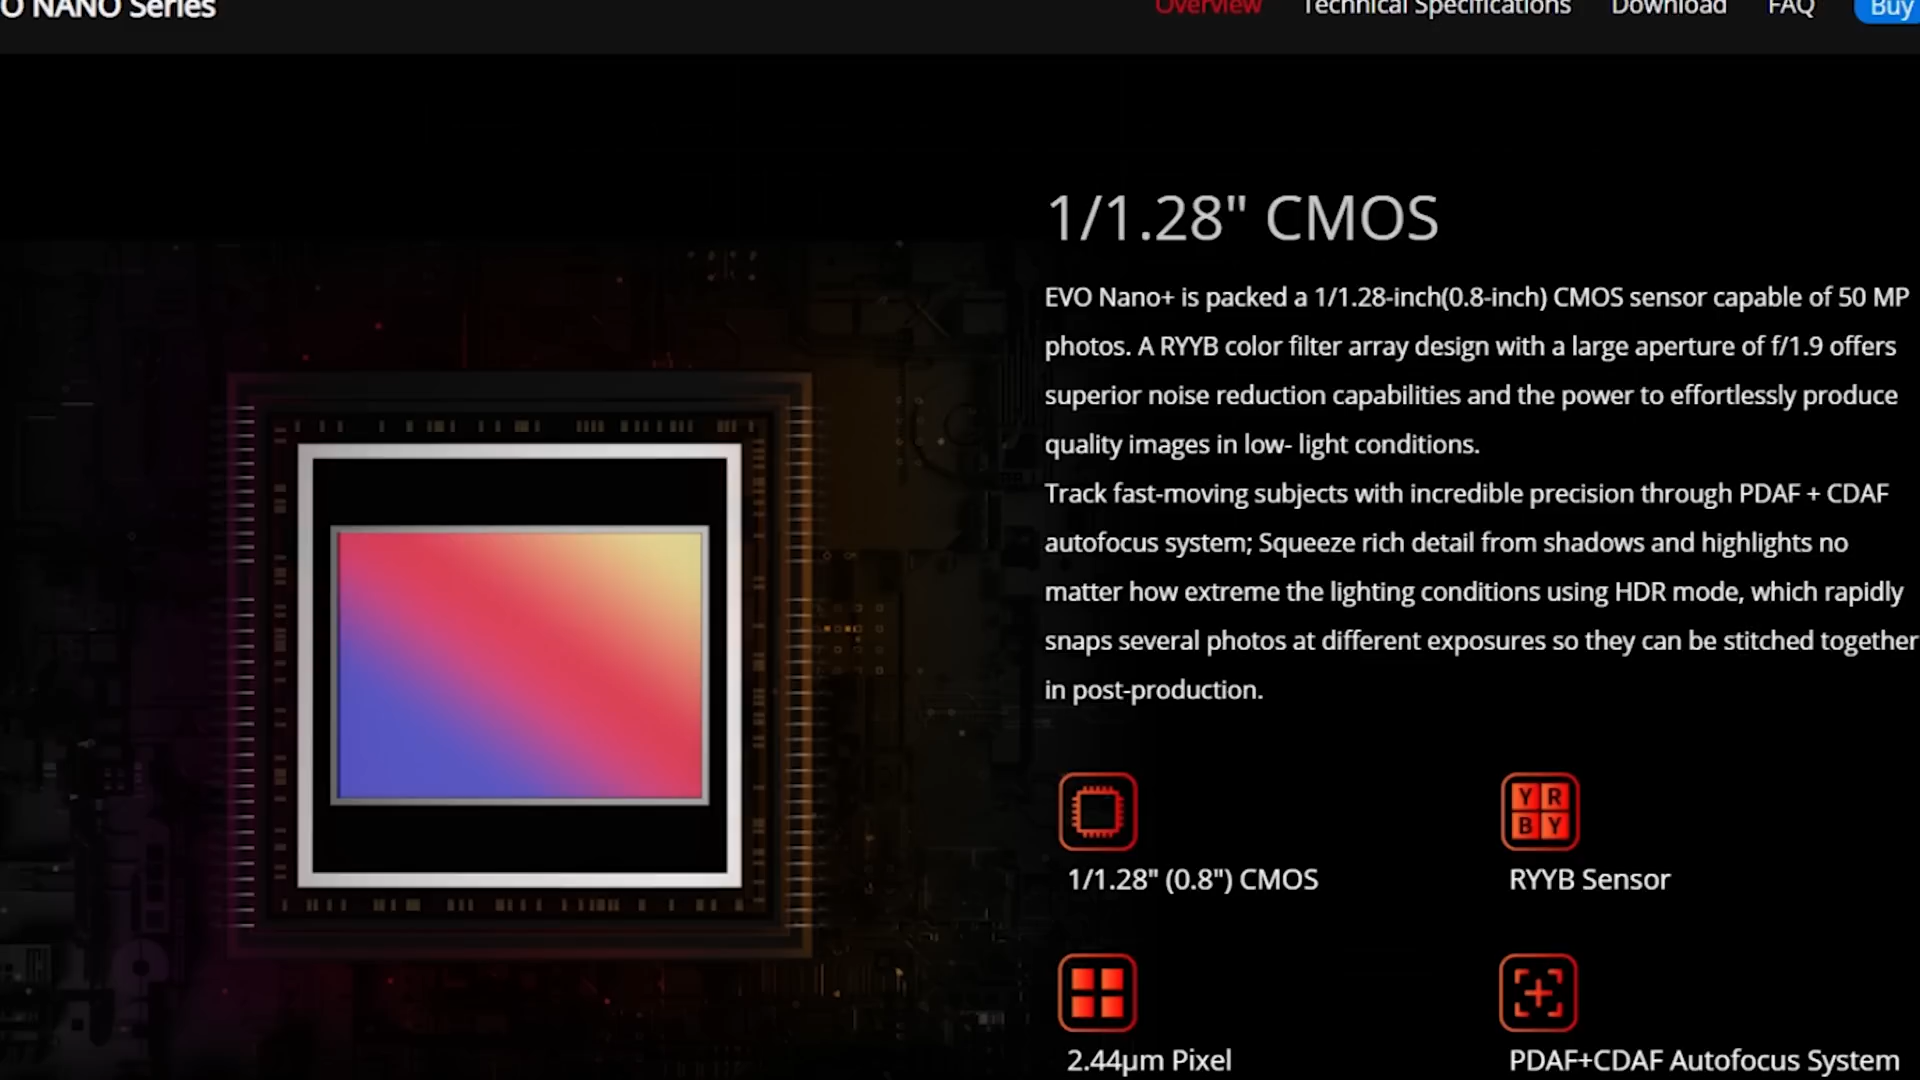 O NANO Series
Overview
Technical Specifications
Download
FAQ
Buy
1/1.28" CMOS
EVO Nano+ is packed a 1/1.28-inch(0.8-inch) CMOS sensor capable of 50 MP
photos. A RYYB color filter array design with a large aperture of f/1.9 offers
superior noise reduction capabilities and the power to effortlessly produce
quality images in low- light conditions.
Track fast-moving subjects with incredible precision through PDAF + CDAF
autofocus system; Squeeze rich detail from shadows and highlights no
matter how extreme the lighting conditions using HDR mode, which rapidly
snaps several photos at different exposures so they can be stitched together
in post-production.
Y R
B Y
1/1.28" (0.8") CMOS
RYYB Sensor
2.44µm Pixel
PDAF+CDAF Autofocus System